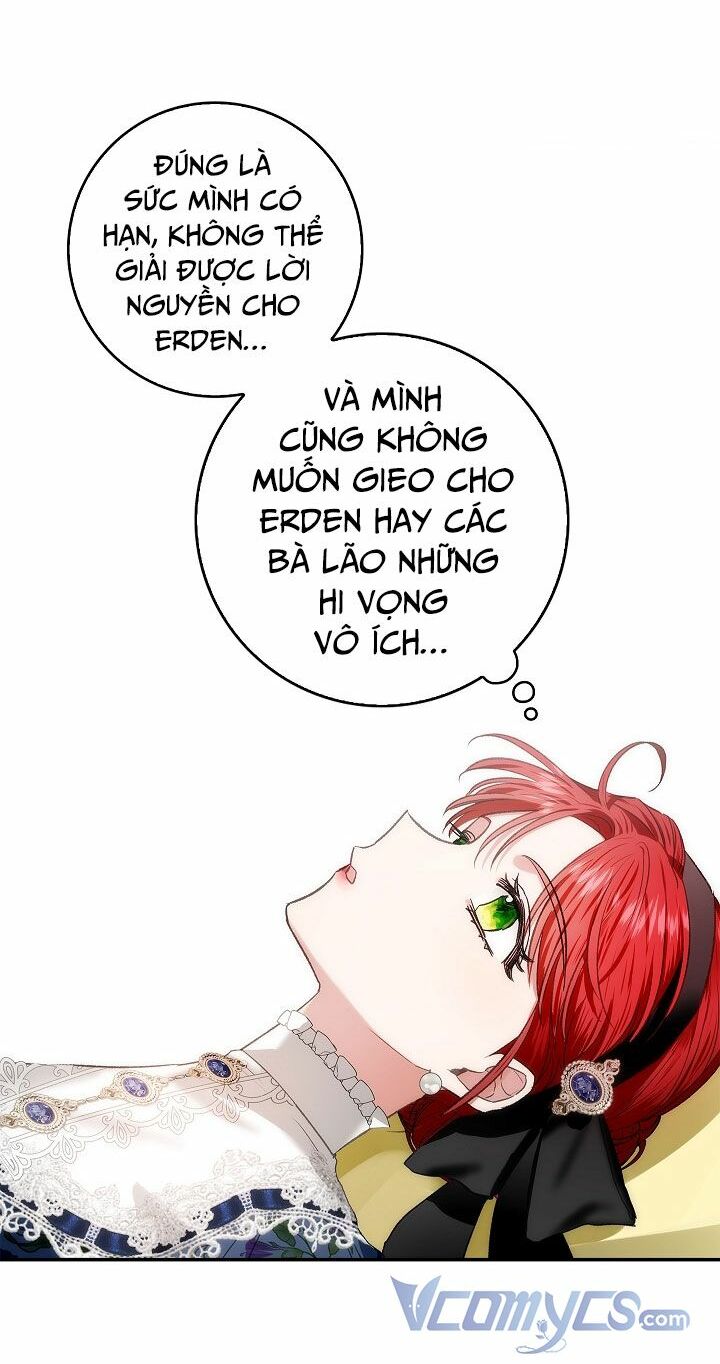 ĐÚNG LÀ
SỨC MÌNH CÓ
HẠN, KHÔNG THỂ
GIẢI ĐƯỢC LỜI
NGUYỀN CHO
ERDEN...
VÀ MÌNH
CŨNG KHÔNG
MUỐN GIEO CHO
ERDEN HAY CÁC
BÀ LÃO NHỮNG
HI VỌNG
VÔ ÍCH...
VCOMYCS.com